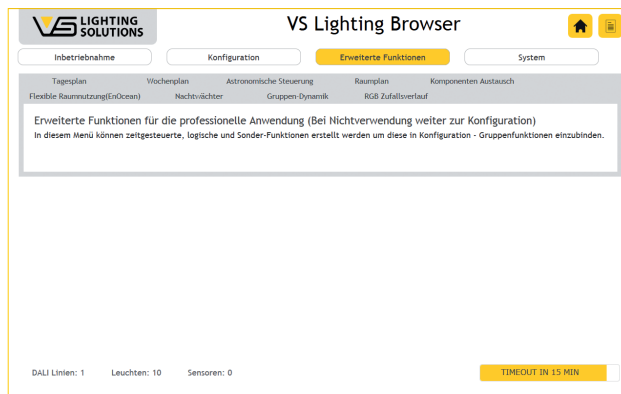 VS LIGHTING SOLUTIONS
VS Lighting Browser
Inbetriebnahme Konfiguration Erweiterte Funktionen System
Tagesplan Wochenplan Astronomische Steuerung Raumplan Komponenten Austausch
Flexible Raumnutzung(EnOcean) Nachtwächter Gruppen-Dynamik RGB Zufallsverlauf
Erweiterte Funktionen für die professionelle Anwendung (Bei Nichtverwendung weiter zur Konfiguration)
In diesem Menü können zeitgesteuerte, logische und Sonder-Funktionen erstellt werden um diese in Konfiguration - Gruppenfunktionen einzubinden.
DALI Linien: 1 Leuchten: 10 Sensoren: 0 TIMEOUT IN 15 MIN